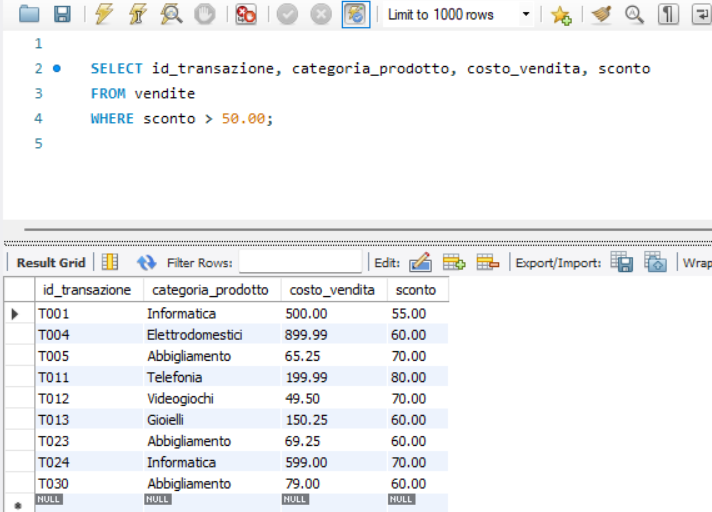 Limit to 1000 rows
1
2 SELECT id_transazione, categoria_prodotto, costo_vendita, sconto
3 FROM vendite
4 WHERE sconto > 50.00;
5
Result Grid Filter Rows: Edit: Export/Import: Wrap
id_transazione categoria_prodotto costo_vendita sconto
T001 Informatica 500.00 55.00
T004 Elettrodomestici 899.99 60.00
T005 Abbigliamento 65.25 70.00
T011 Telefonia 199.99 80.00
T012 Videogiochi 49.50 70.00
T013 Gioielli 150.25 60.00
T023 Abbigliamento 69.25 60.00
T024 Informatica 599.00 70.00
T030 Abbigliamento 79.00 60.00
NULL NULL NULL NULL